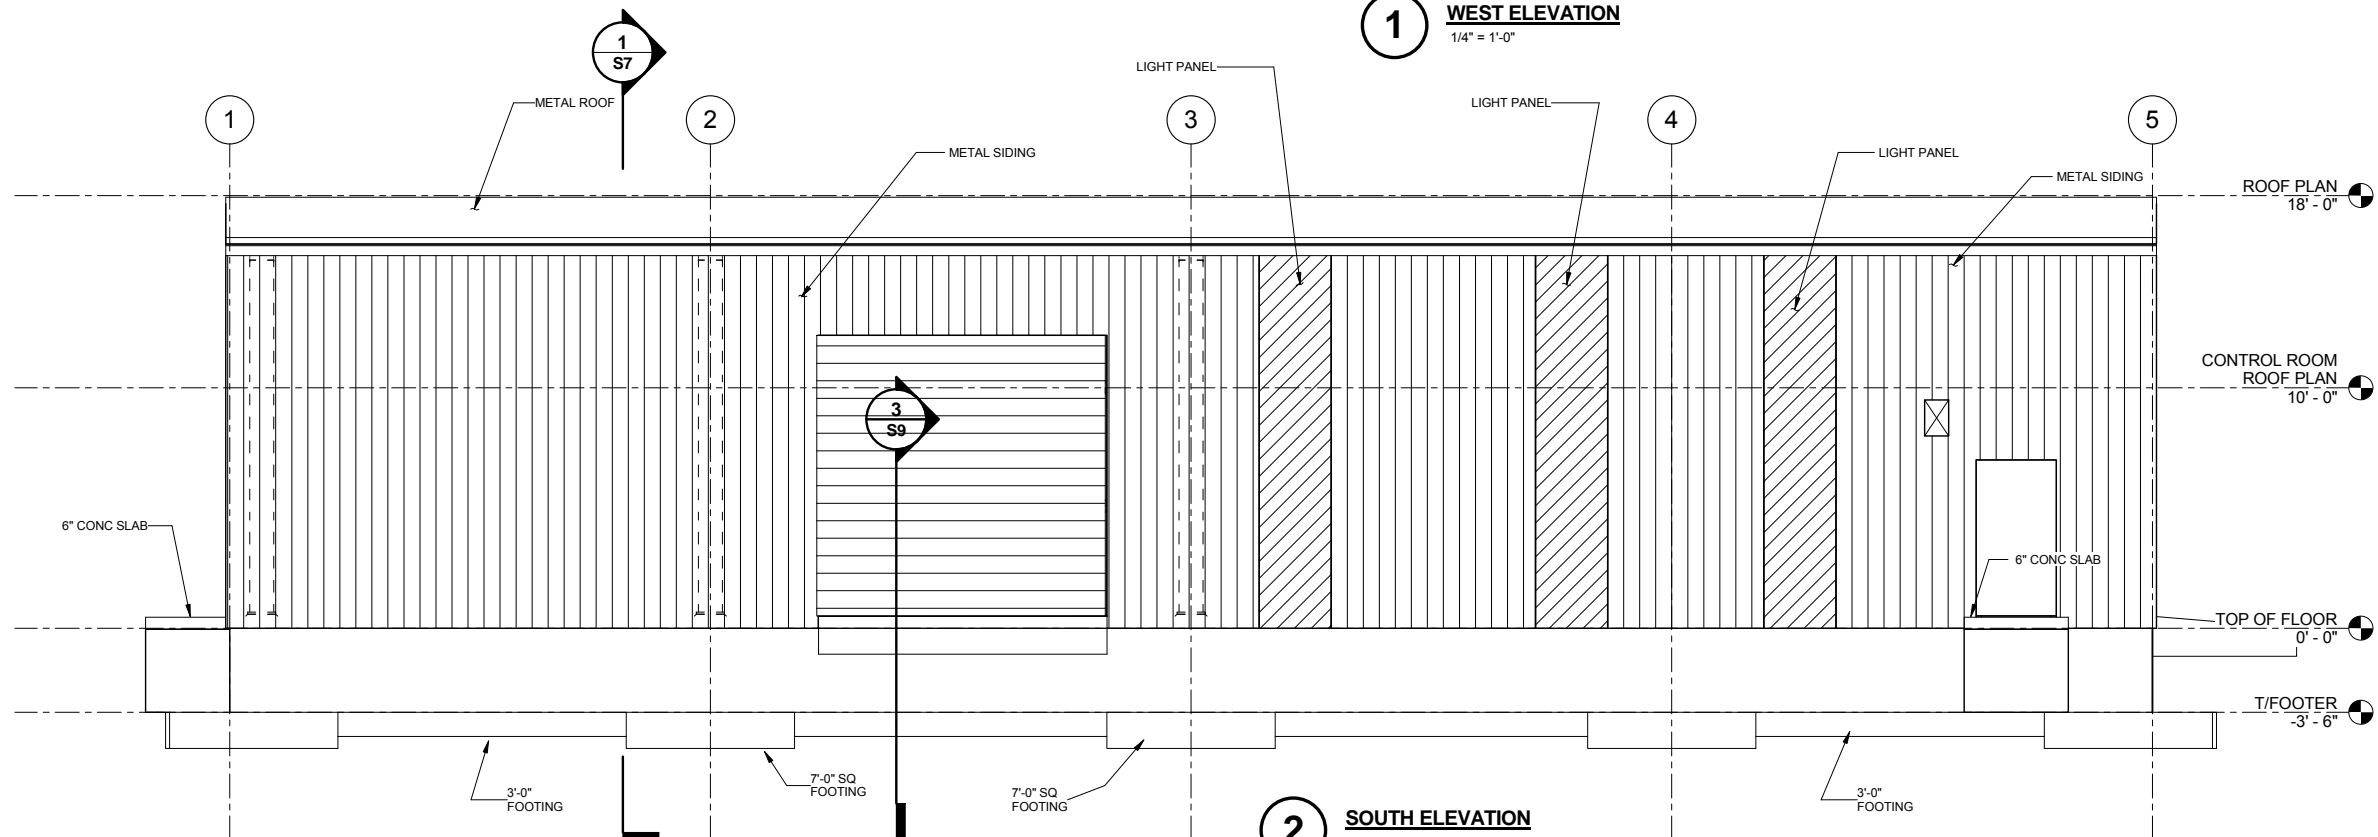 1
WEST ELEVATION
1/4" = 1'-0"
1
S7
LIGHT PANEL
METAL ROOF
LIGHT PANEL
1
2
3
4
5
METAL SIDING
LIGHT PANEL
METAL SIDING
ROOF PLAN
18' - 0"
CONTROL ROOM
ROOF PLAN
10' - 0"
3
S9
6" CONC SLAB
6" CONC SLAB
TOP OF FLOOR
0' - 0"
T/FOOTER
-3' - 6"
7'-0" SQ
FOOTING
3'-0"
FOOTING
7'-0" SQ
FOOTING
3'-0"
FOOTING
2
SOUTH ELEVATION